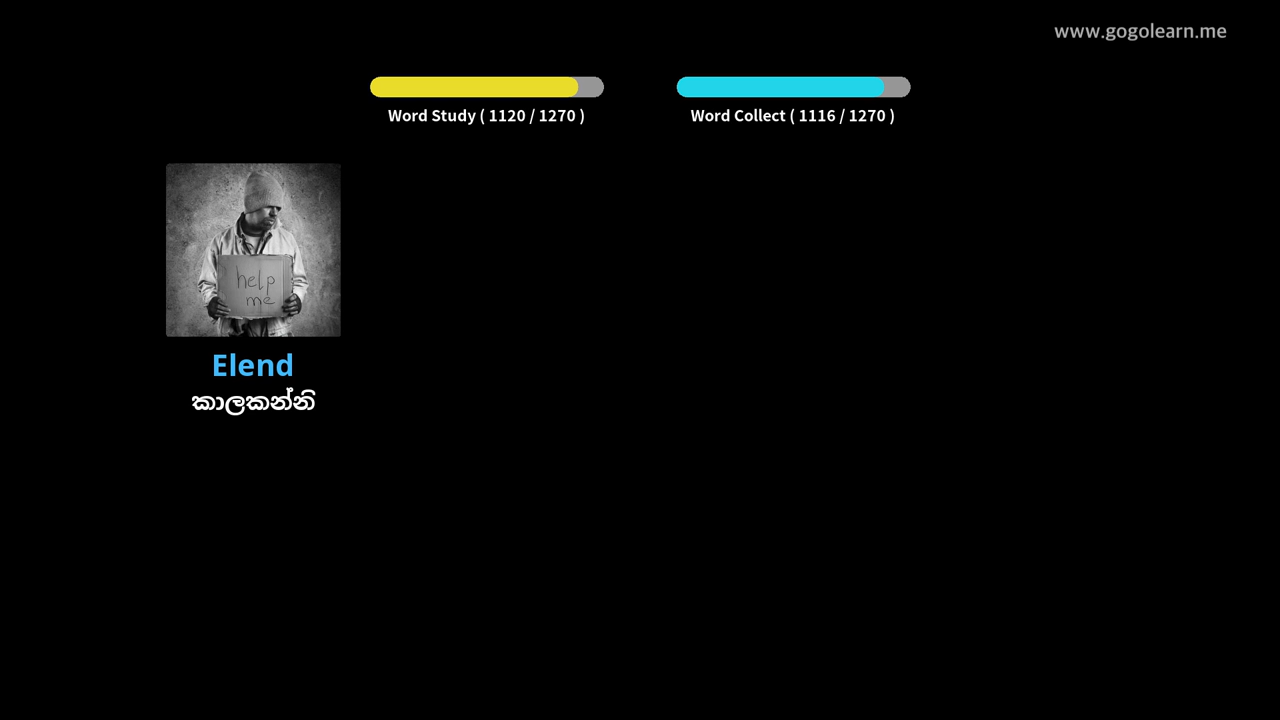 www.gogolearn.me
Word Study ( 1120 / 1270 )
Word Collect ( 1116 / 1270 )
help
me
Elend
කාලකන්නි